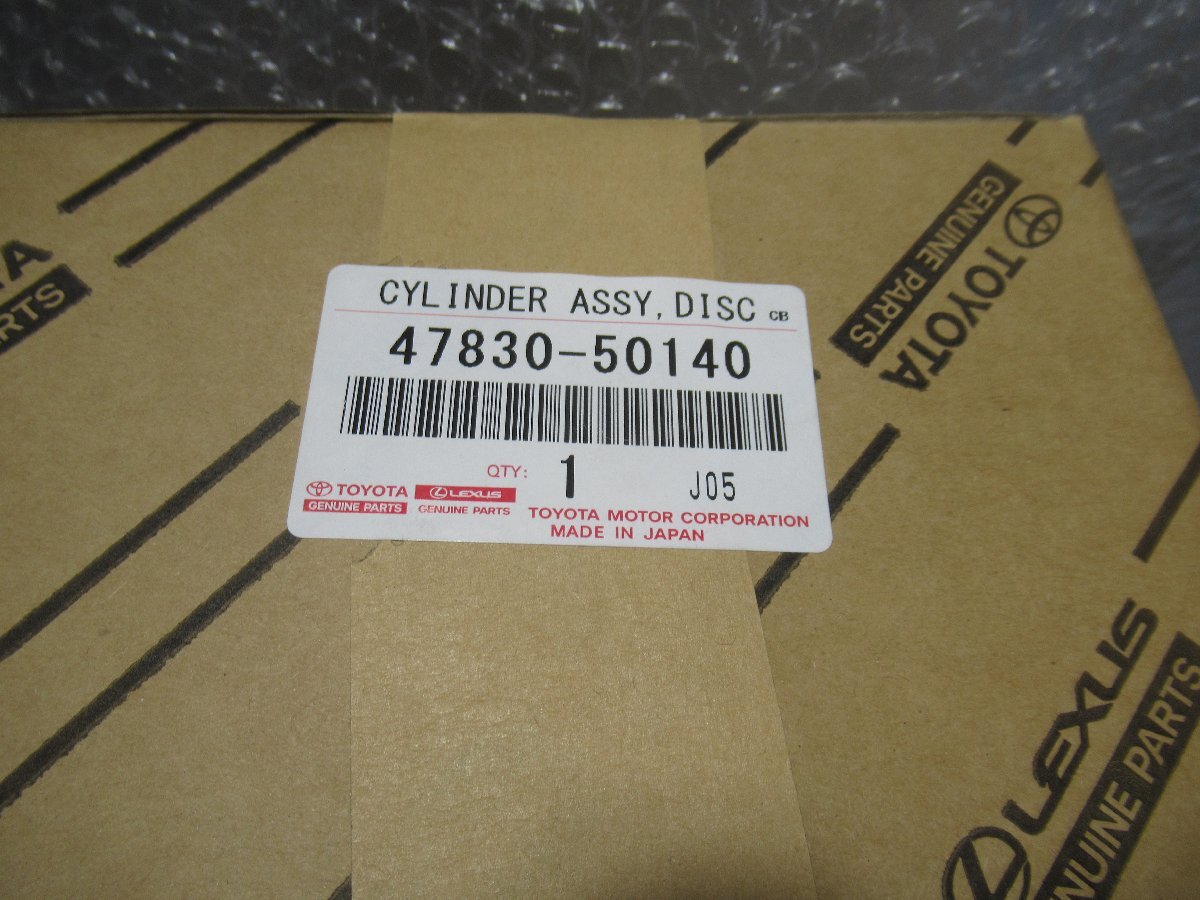 CYLINDER ASSY, DISC CB
47830-50140
QTY: 1 J05
TOYOTA
GENUINE PARTS
LEXUS
GENUINE PARTS
TOYOTA MOTOR CORPORATION
MADE IN JAPAN
TOYOTA
GENUINE PARTS
PARTS
LEXUS